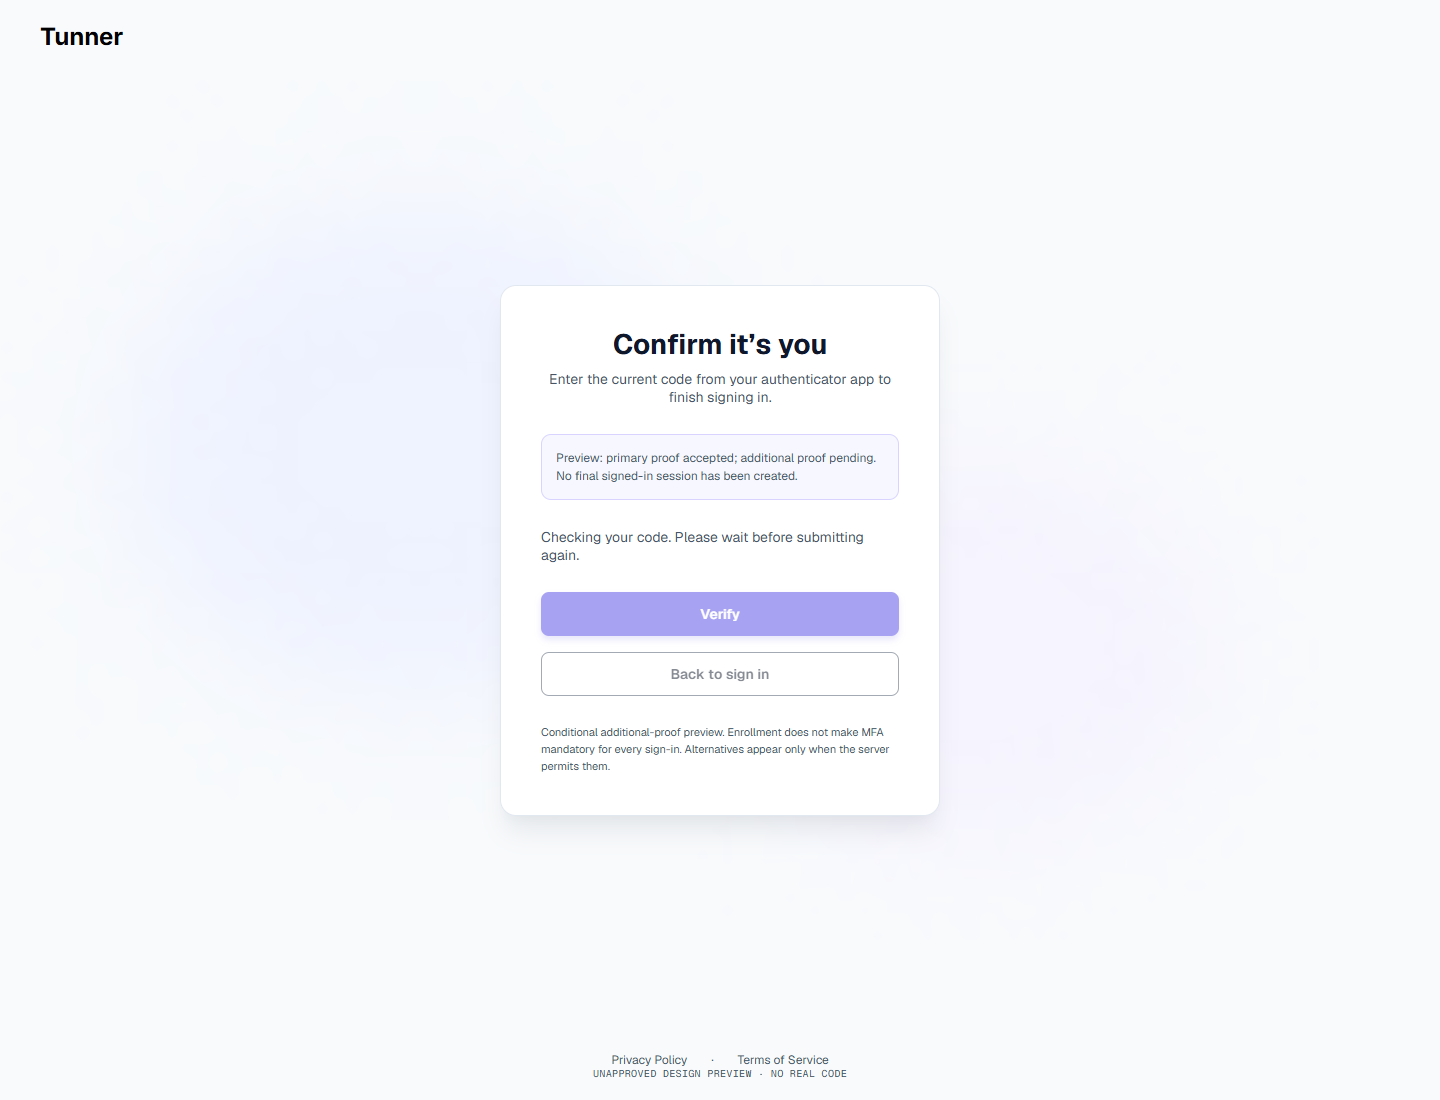 Tunner
Confirm it’s you
Enter the current code from your authenticator app to
finish signing in.
Preview: primary proof accepted; additional proof pending.
No final signed-in session has been created.
Checking your code. Please wait before submitting
again.
Verify
Back to sign in
Conditional additional-proof preview. Enrollment does not make MFA
mandatory for every sign-in. Alternatives appear only when the server
permits them.
Privacy Policy · Terms of Service
UNAPPROVED DESIGN PREVIEW · NO REAL CODE